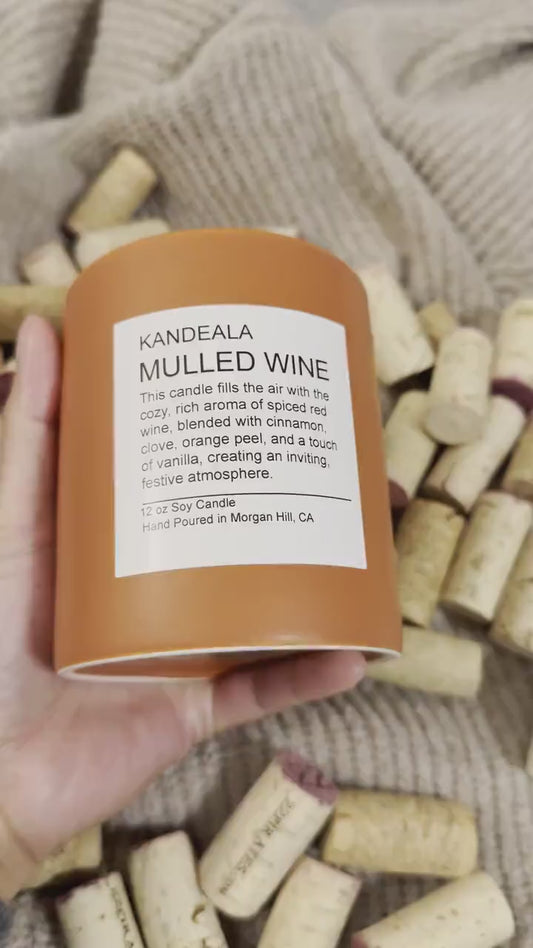 KANDEALA
MULLED WINE
This candle fills the air with the
cozy, rich aroma of spiced red
wine, blended with cinnamon,
clove, orange peel, and a touch
of vanilla, creating an inviting,
festive atmosphere.
12 oz Soy Candle
Hand Poured in Morgan Hill, CA